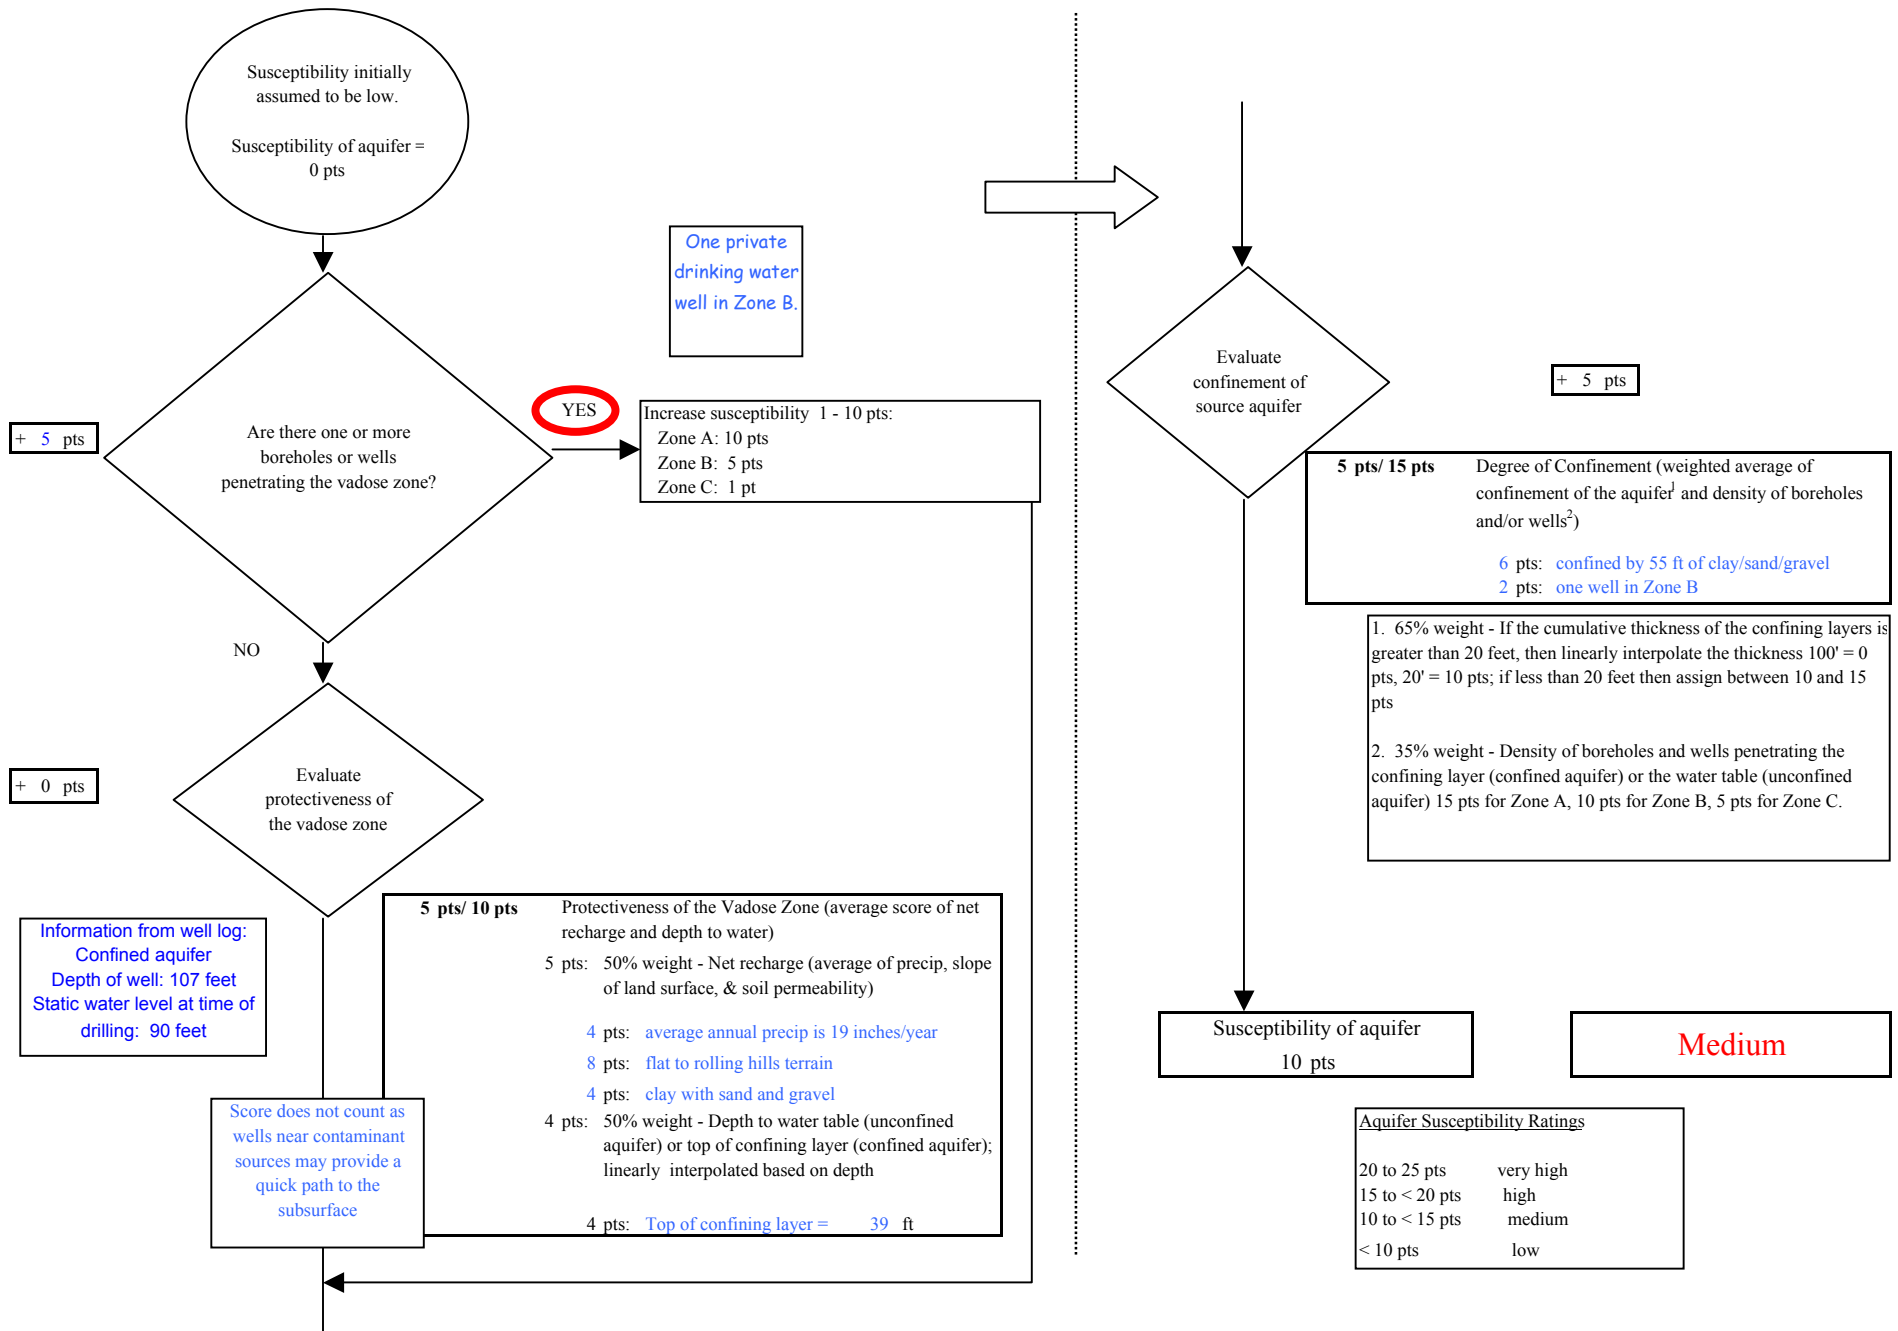 Susceptibility initially
assumed to be low.
Susceptibility of aquifer =
0 pts
One private
drinking water
well in Zone B.
YES
+ 5 pts
Are there one or more
boreholes or wells
penetrating the vadose zone?
Increase susceptibility 1 - 10 pts:
Zone A: 10 pts
Zone B: 5 pts
Zone C: 1 pt
NO
+ 0 pts
Evaluate
protectiveness of
the vadose zone
Information from well log:
Confined aquifer
Depth of well: 107 feet
Static water level at time of
drilling: 90 feet
5 pts/ 10 pts Protectiveness of the Vadose Zone (average score of net
recharge and depth to water)
5 pts: 50% weight - Net recharge (average of precip, slope
of land surface, & soil permeability)
4 pts: average annual precip is 19 inches/year
8 pts: flat to rolling hills terrain
4 pts: clay with sand and gravel
4 pts: 50% weight - Depth to water table (unconfined
aquifer) or top of confining layer (confined aquifer);
linearly interpolated based on depth
4 pts: Top of confining layer = 39 ft
Score does not count as
wells near contaminant
sources may provide a
quick path to the
subsurface
Evaluate
confinement of
source aquifer
+ 5 pts
5 pts/ 15 pts Degree of Confinement (weighted average of
confinement of the aquifer1 and density of boreholes
and/or wells2)
6 pts: confined by 55 ft of clay/sand/gravel
2 pts: one well in Zone B
1. 65% weight - If the cumulative thickness of the confining layers is
greater than 20 feet, then linearly interpolate the thickness 100' = 0
pts, 20' = 10 pts; if less than 20 feet then assign between 10 and 15
pts
2. 35% weight - Density of boreholes and wells penetrating the
confining layer (confined aquifer) or the water table (unconfined
aquifer) 15 pts for Zone A, 10 pts for Zone B, 5 pts for Zone C.
Susceptibility of aquifer
10 pts
Medium
Aquifer Susceptibility Ratings
20 to 25 pts very high
15 to < 20 pts high
10 to < 15 pts medium
< 10 pts low